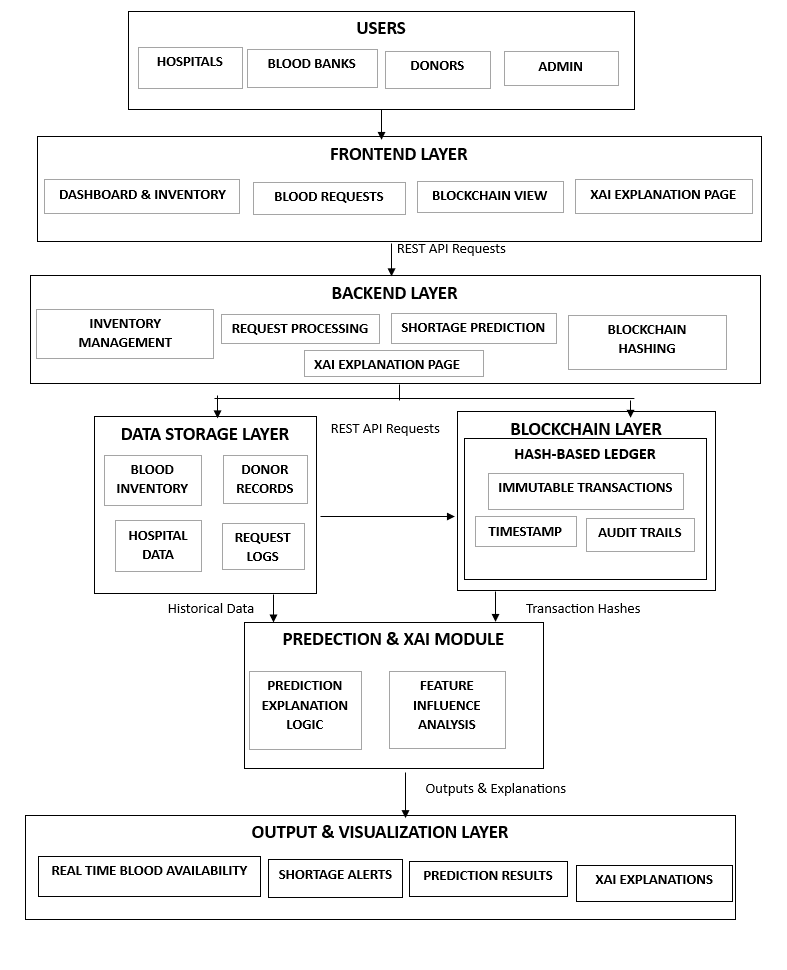 USERS
HOSPITALS
BLOOD BANKS
DONORS
ADMIN
FRONTEND LAYER
DASHBOARD & INVENTORY
BLOOD REQUESTS
BLOCKCHAIN VIEW
XAI EXPLANATION PAGE
REST API Requests
BACKEND LAYER
INVENTORY
MANAGEMENT
REQUEST PROCESSING
SHORTAGE PREDICTION
BLOCKCHAIN
HASHING
XAI EXPLANATION PAGE
DATA STORAGE LAYER
BLOOD
INVENTORY
DONOR
RECORDS
HOSPITAL
DATA
REQUEST
LOGS
REST API Requests
BLOCKCHAIN LAYER
HASH-BASED LEDGER
IMMUTABLE TRANSACTIONS
TIMESTAMP
AUDIT TRAILS
Historical Data
Transaction Hashes
PREDECTION & XAI MODULE
PREDICTION
EXPLANATION
LOGIC
FEATURE
INFLUENCE
ANALYSIS
Outputs & Explanations
OUTPUT & VISUALIZATION LAYER
REAL TIME BLOOD AVAILABILITY
SHORTAGE ALERTS
PREDICTION RESULTS
XAI EXPLANATIONS